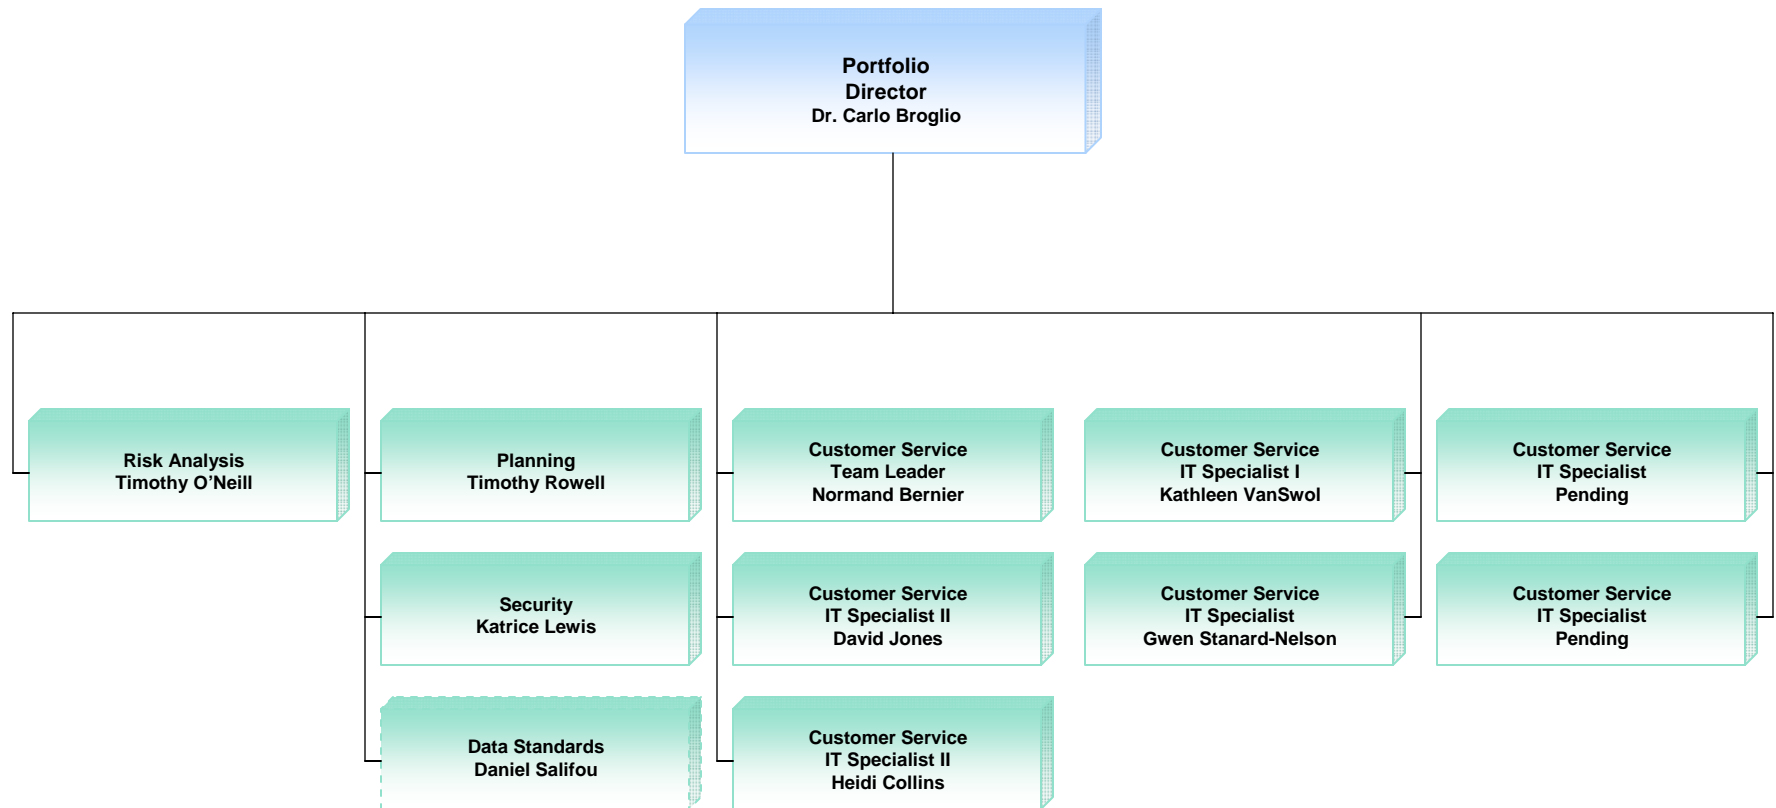 Portfolio
Director
Dr. Carlo Broglio
Risk Analysis
Timothy O’Neill
Planning
Timothy Rowell
Customer Service
Team Leader
Normand Bernier
Customer Service
IT Specialist I
Kathleen VanSwol
Customer Service
IT Specialist
Pending
Security
Katrice Lewis
Customer Service
IT Specialist II
David Jones
Customer Service
IT Specialist
Gwen Stanard-Nelson
Customer Service
IT Specialist
Pending
Data Standards
Daniel Salifou
Customer Service
IT Specialist II
Heidi Collins